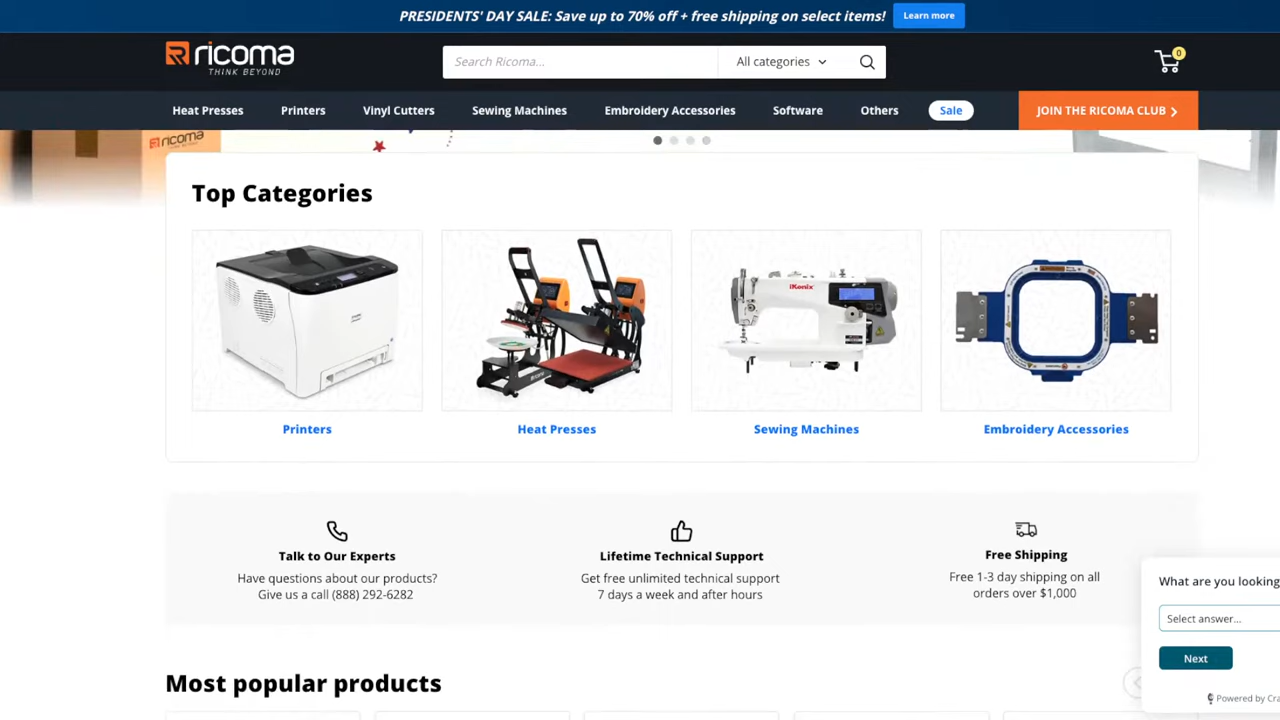 PRESIDENTS' DAY SALE: Save up to 70% off + free shipping on select items!
Learn more
ricoma
THINK BEYOND
Search Ricoma...
All categories
0
Heat Presses
Printers
Vinyl Cutters
Sewing Machines
Embroidery Accessories
Software
Others
Sale
JOIN THE RICOMA CLUB
ricoma
Top Categories
iKonix
Printers
Heat Presses
Sewing Machines
Embroidery Accessories
Talk to Our Experts
Have questions about our products?
Give us a call (888) 292-6282
Lifetime Technical Support
Get free unlimited technical support
7 days a week and after hours
Free Shipping
Free 1-3 day shipping on all
orders over $1,000
What are you looking
Select answer...
Next
Powered by Cra
Most popular products